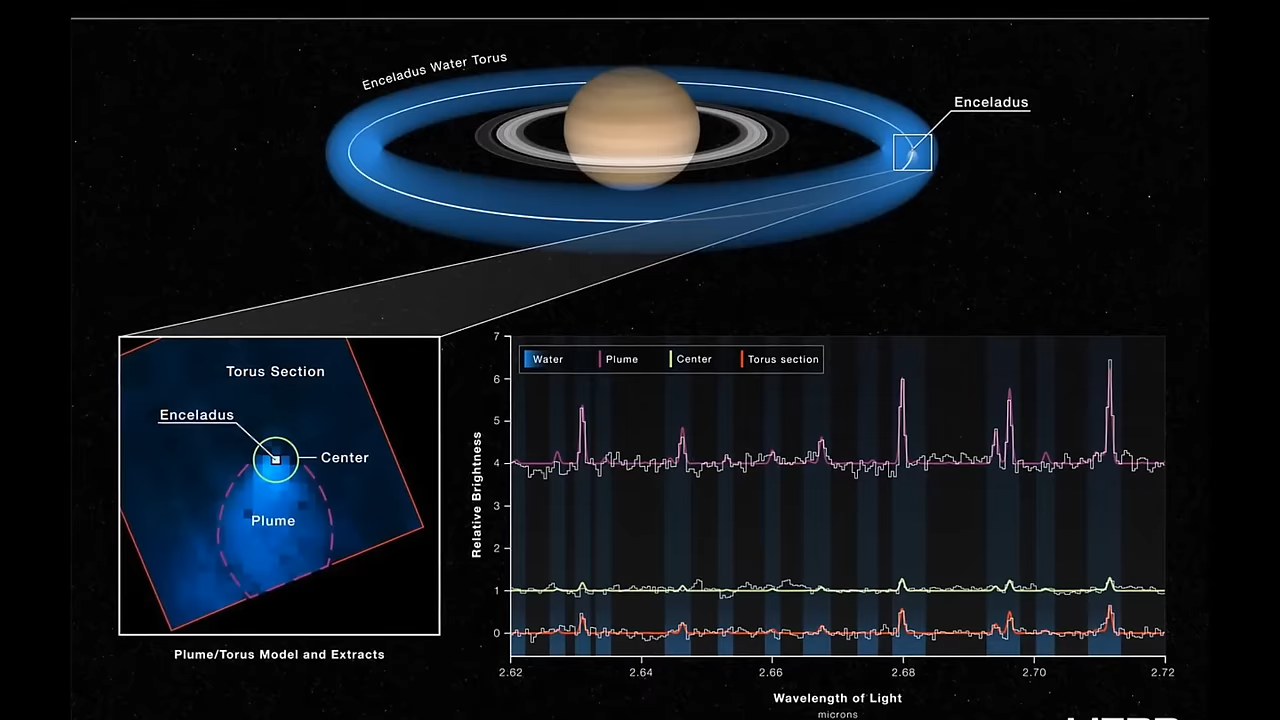 Enceladus Water Torus
Enceladus
Torus Section
Enceladus
Center
Plume
Plume/Torus Model and Extracts
Water Plume Center Torus section
Relative Brightness
7
6
5
4
3
2
1
0
2.62 2.64 2.66 2.68 2.70 2.72
Wavelength of Light
microns